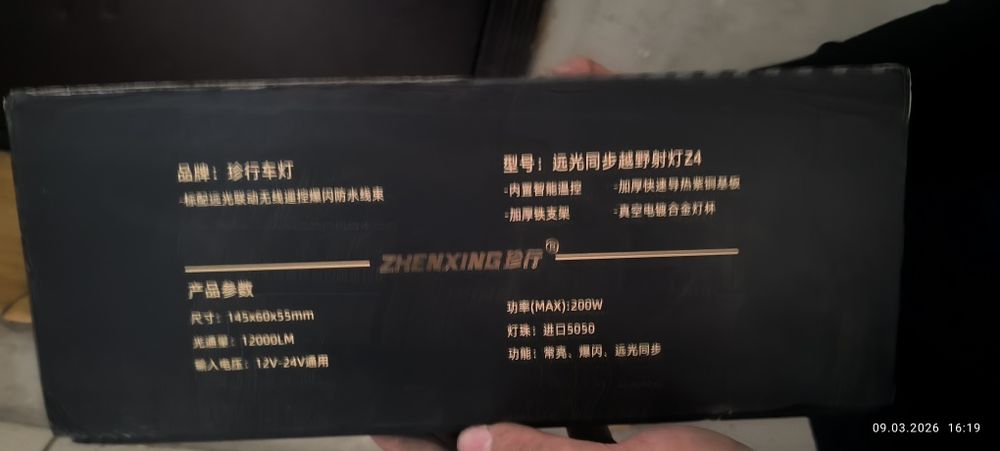 品牌：珍行车灯
-标配远光联动无线遥控爆闪防水线束
型号：远光同步越野射灯Z4
-内置智能温控 -加厚快速导热紫铜基板
-加厚铁支架 -真空电镀合金灯杯
ZHENXING珍行®
产品参数
尺寸：145x60x55mm
光通量：12000LM
输入电压：12V-24V通用
功率(MAX):200W
灯珠：进口5050
功能：常亮、爆闪、远光同步
09.03.2026 16:19